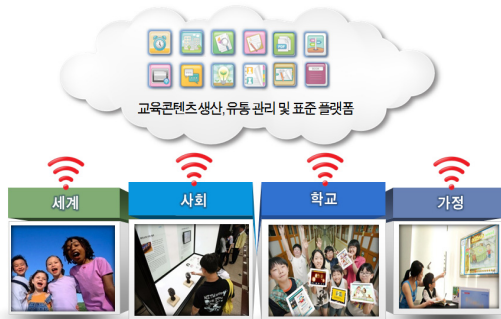 교육콘텐츠 생산, 유통 관리 및 표준 플랫폼
세계
사회
학교
가정